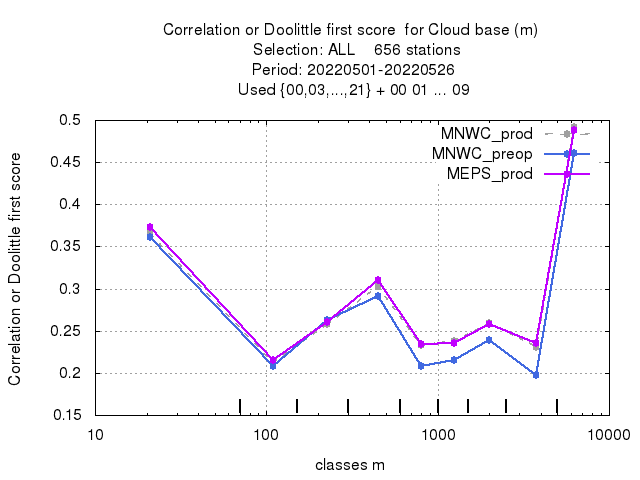 Correlation or Doolittle first score  for Cloud base (m)
Selection: ALL    656 stations
Period: 20220501-20220526
Used {00,03,...,21} + 00 01 ... 09
MNWC_prod
MNWC_preop
MEPS_prod
Correlation or Doolittle first score
0.5
0.45
0.4
0.35
0.3
0.25
0.2
0.15
10 100 1000 10000
classes m